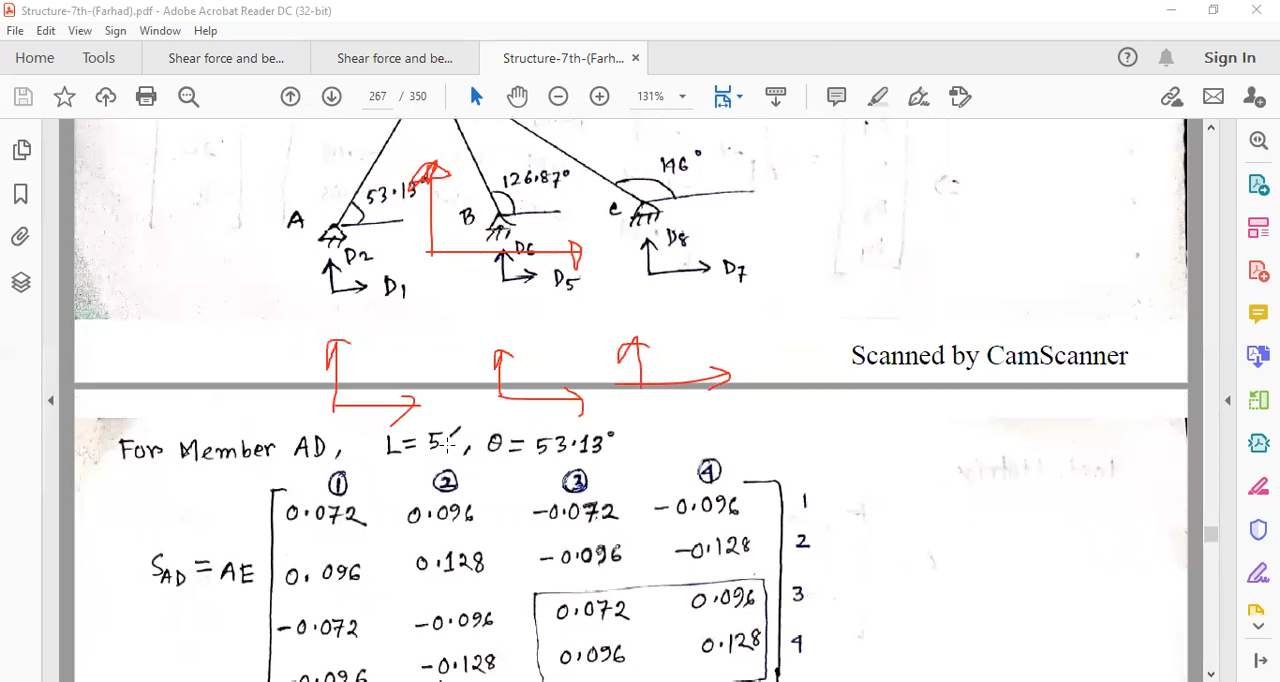 Structure-7th-(Farhad).pdf - Adobe Acrobat Reader DC (32-bit)
File Edit View Sign Window Help
Home Tools Shear force and be... Shear force and be... Structure-7th-(Farh... × Sign In
267 / 350 131%
53.13° 126.87° 146°
A B C
D2 D6 D8
D1 D5 D7
Scanned by CamScanner
For Member AD, L= 5', θ = 53.13°
1 2 3 4
0.072 0.096 -0.072 -0.096 1
0.096 0.128 -0.096 -0.128 2
SAD = AE
-0.072 -0.096 0.072 0.096 3
-0.096 -0.128 0.096 0.128 4